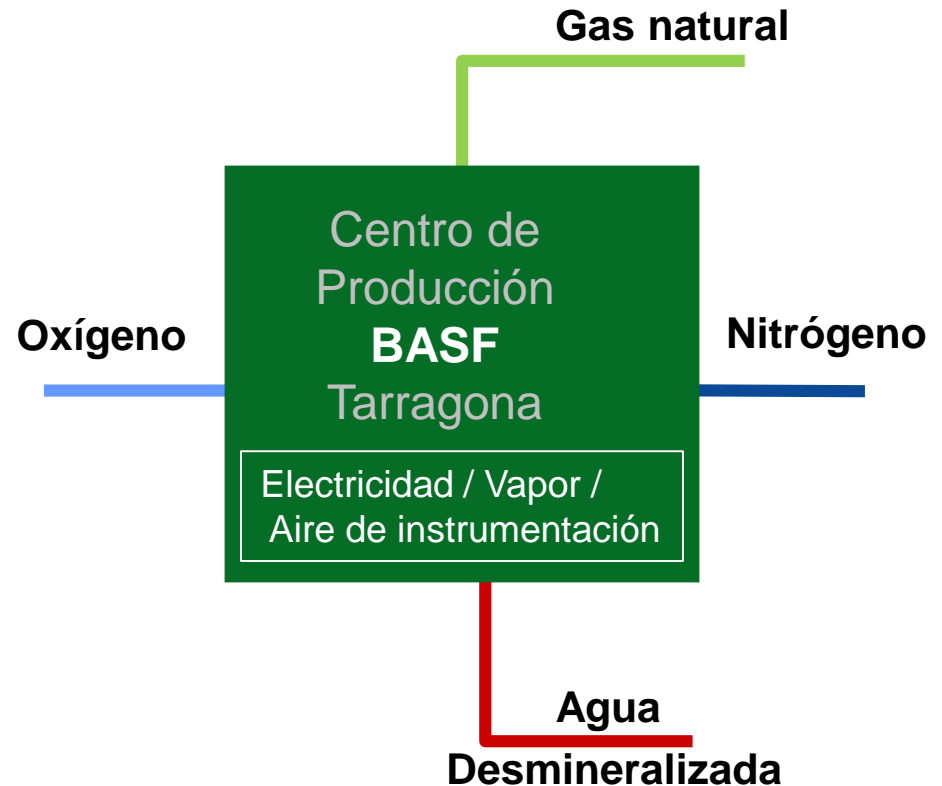 Gas natural
Centro de
Producción
BASF
Tarragona
Oxígeno
Nitrógeno
Electricidad / Vapor /
Aire de instrumentación
Agua
Desmineralizada